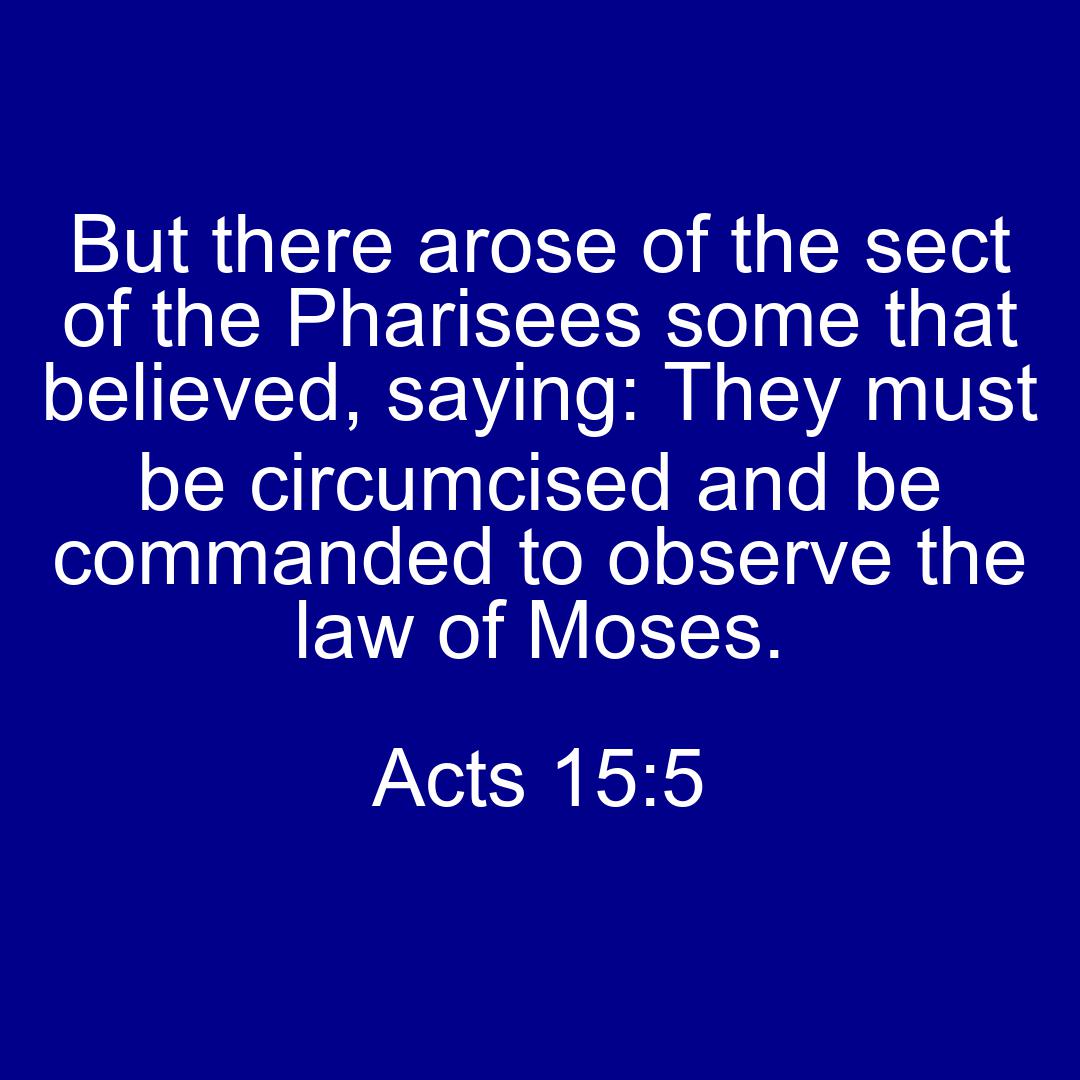 But there arose of the sect
of the Pharisees some that
believed, saying: They must
be circumcised and be
commanded to observe the
law of Moses.
Acts 15:5